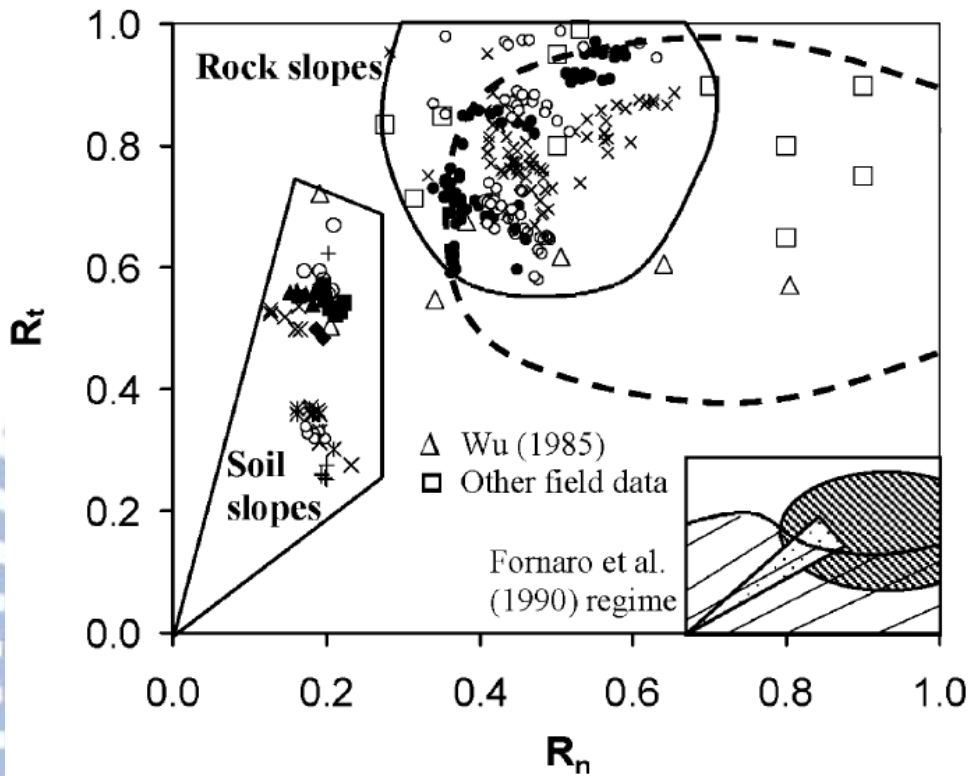 1.0
Rock slopes
0.8
0.6
R_t
0.4
Soil
slopes
△ Wu (1985)
□ Other field data
0.2
Fornaro et al.
(1990) regime
0.0
0.0 0.2 0.4 0.6 0.8 1.0
R_n